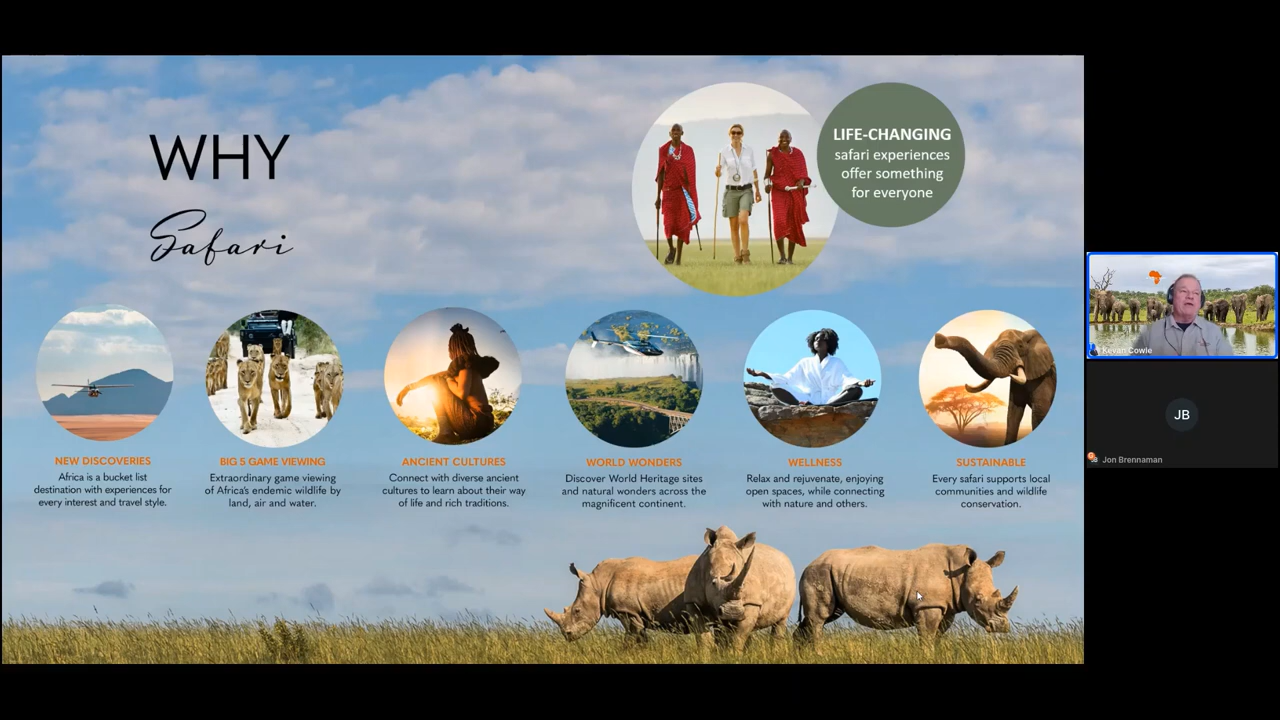 WHY
Safari
LIFE-CHANGING
safari experiences
offer something
for everyone
NEW DISCOVERIES
Africa is a bucket list
destination with experiences for
every interest and travel style.
BIG 5 GAME VIEWING
Extraordinary game viewing
of Africa's endemic wildlife by
land, air and water.
ANCIENT CULTURES
Connect with diverse ancient
cultures to learn about their way
of life and rich traditions.
WORLD WONDERS
Discover World Heritage sites
and natural wonders across the
magnificent continent.
WELLNESS
Relax and rejuvenate, enjoying
open spaces, while connecting
with nature and others.
SUSTAINABLE
Every safari supports local
communities and wildlife
conservation.
Kevan Cowie
JB
Jon Brennaman